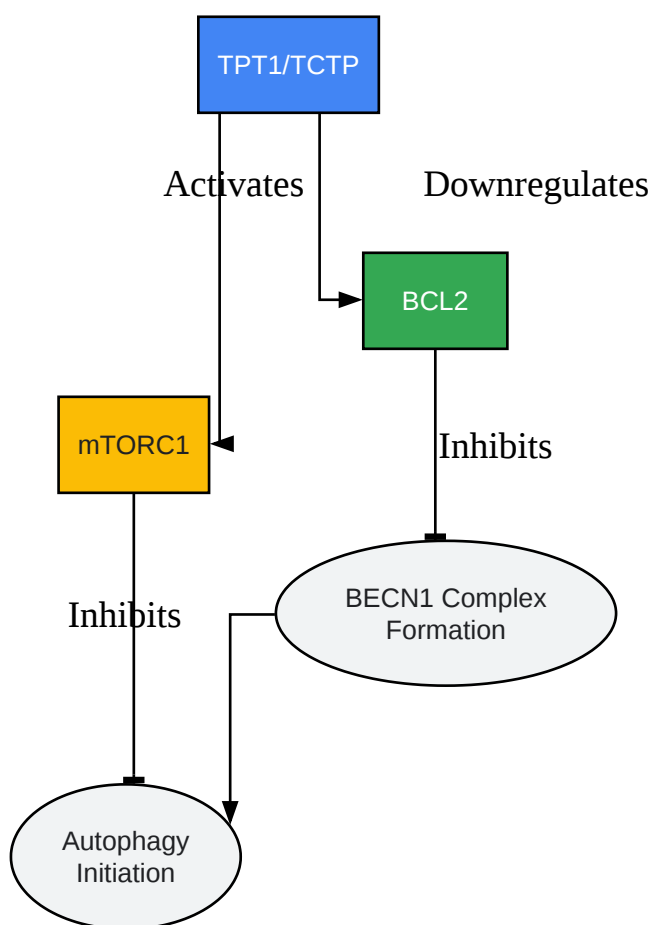 TPT1/TCTP
Activates
Downregulates
BCL2
mTORC1
Inhibits
BECN1 Complex
Formation
Inhibits
Autophagy
Initiation